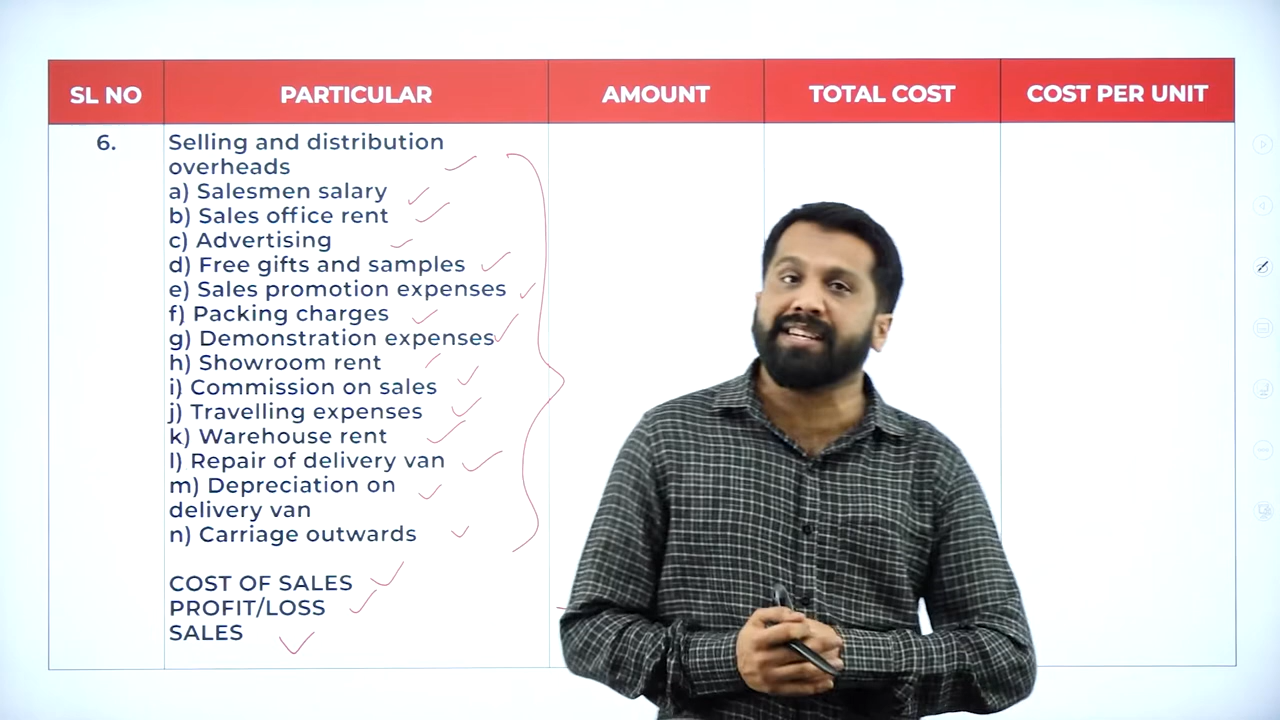 SL NO PARTICULAR AMOUNT TOTAL COST COST PER UNIT
6. Selling and distribution
overheads
a) Salesmen salary
b) Sales office rent
c) Advertising
d) Free gifts and samples
e) Sales promotion expenses
f) Packing charges
g) Demonstration expenses
h) Showroom rent
i) Commission on sales
j) Travelling expenses
k) Warehouse rent
l) Repair of delivery van
m) Depreciation on
delivery van
n) Carriage outwards
COST OF SALES
PROFIT/LOSS
SALES